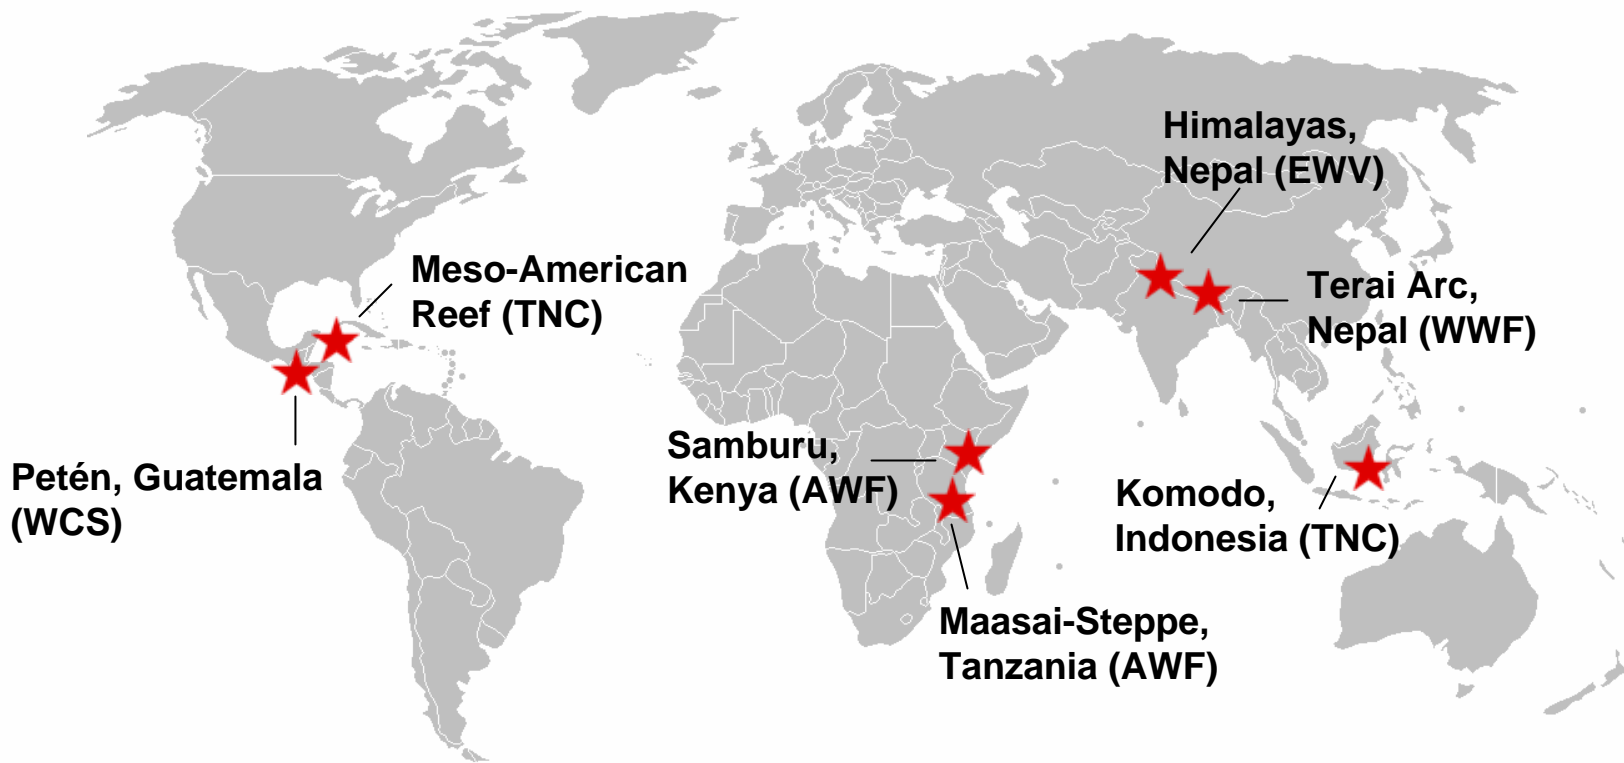 Himalayas,
Nepal (EWV)
Meso-American
Reef (TNC)
Terai Arc,
Nepal (WWF)
Samburu,
Kenya (AWF)
Petén, Guatemala
(WCS)
Komodo,
Indonesia (TNC)
Maasai-Steppe,
Tanzania (AWF)